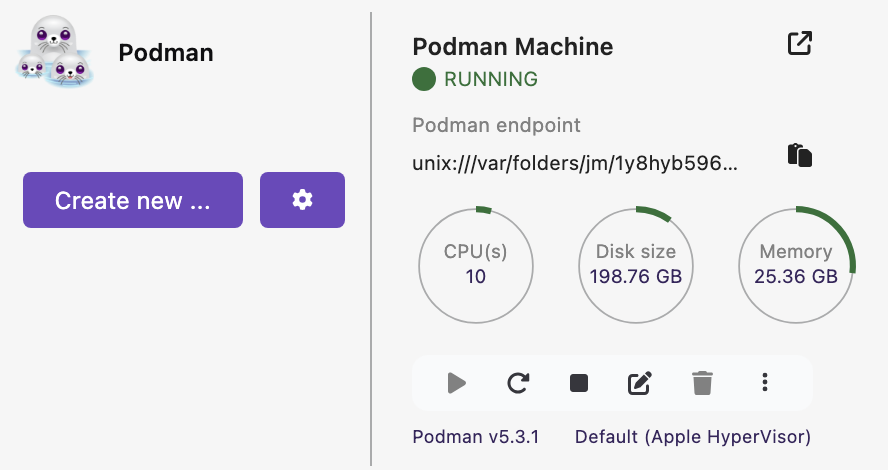 Podman
Create new ...
Podman Machine
RUNNING
Podman endpoint
unix:///var/folders/jm/1y8hyb596...
CPU(s)
10
Disk size
198.76 GB
Memory
25.36 GB
Podman v5.3.1
Default (Apple HyperVisor)